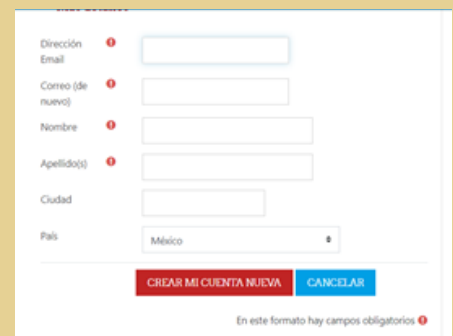 Dirección
Email
Correo (de
nuevo)
Nombre
Apellido(s)
Ciudad
País
México
CREAR MI CUENTA NUEVA
CANCELAR
En este formato hay campos obligatorios